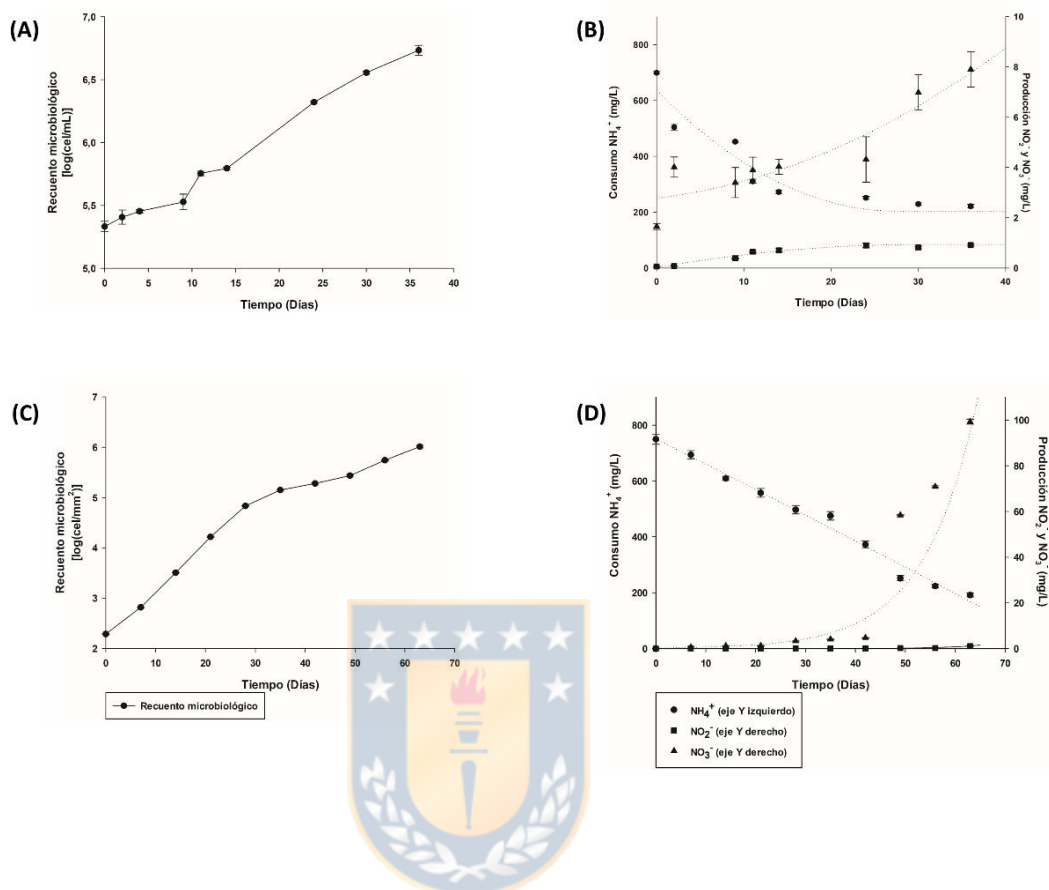 (A)
Recuento microbiológico
[log(cel/mL)]
7,0
6,5
6,0
5,5
5,0
0 5 10 15 20 25 30 35 40
Tiempo (Días)
(B)
Consumo NH4+ (mg/L)
800
600
400
200
0
0 10 20 30 40
Tiempo (Días)
10
8
6
4
2
0
Producción NO2- y NO3- (mg/L)
(C)
Recuento microbiológico
[log(cel/mm2)]
7
6
5
4
3
2
0 10 20 30 40 50 60 70
Tiempo (Días)
Recuento microbiológico
(D)
Consumo NH4+ (mg/L)
800
600
400
200
0
0 10 20 30 40 50 60 70
Tiempo (Días)
100
80
60
40
20
0
Producción NO2- y NO3- (mg/L)
NH4+ (eje Y izquierdo)
NO2- (eje Y derecho)
NO3- (eje Y derecho)